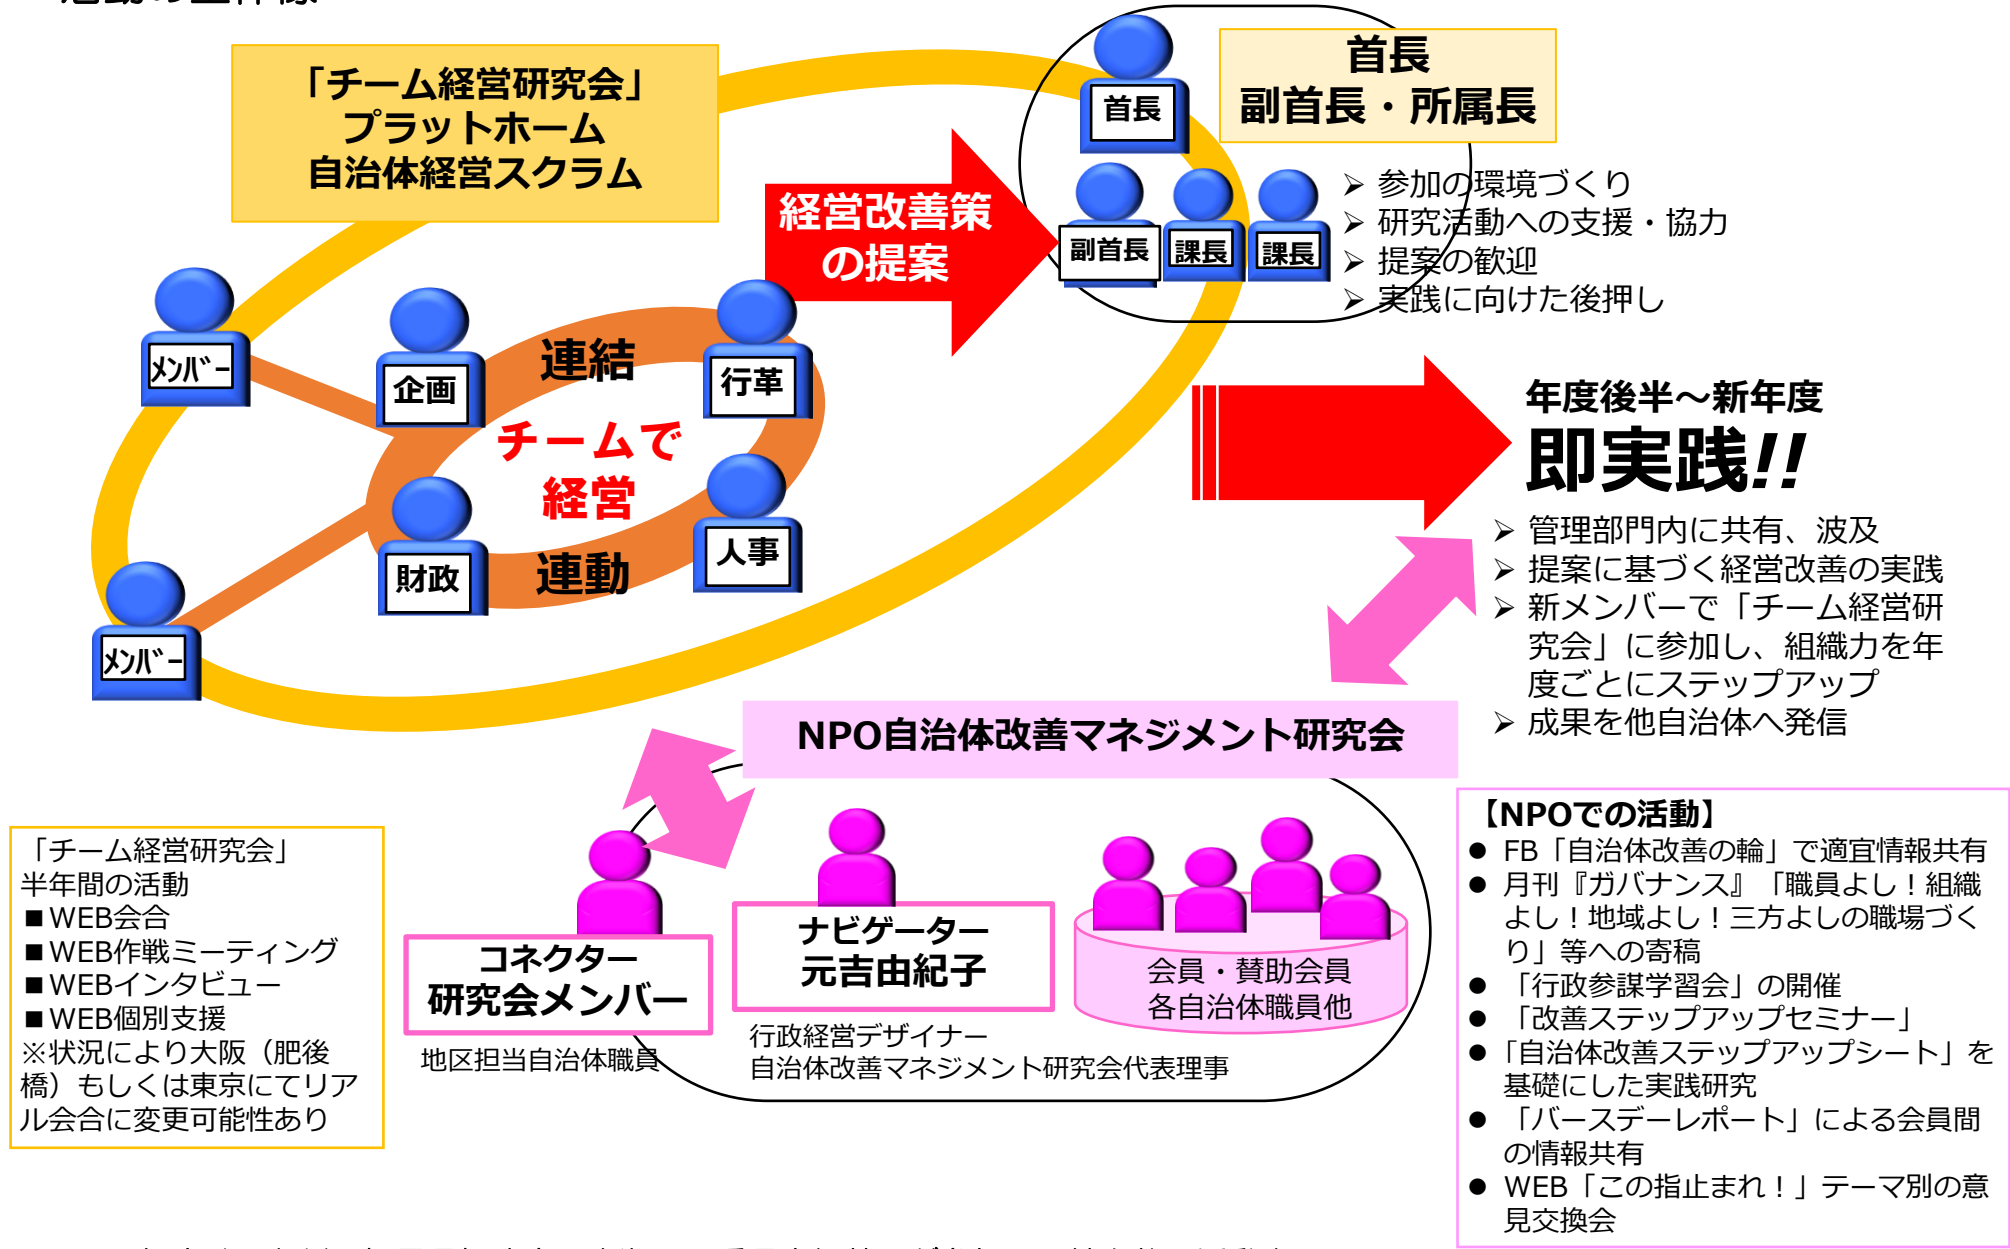 「チーム経営研究会」
プラットホーム
自治体経営スクラム
首長
副首長・所属長
首長
副首長
課長
課長
➢ 参加の環境づくり
➢ 研究活動への支援・協力
➢ 提案の歓迎
➢ 実践に向けた後押し
経営改善策
の提案
メンバー
企画
連結
行革
チームで
経営
財政
連動
人事
メンバー
年度後半～新年度
即実践!!
➢ 管理部門内に共有、波及
➢ 提案に基づく経営改善の実践
➢ 新メンバーで「チーム経営研
究会」に参加し、組織力を年
度ごとにステップアップ
➢ 成果を他自治体へ発信
NPO自治体改善マネジメント研究会
「チーム経営研究会」
半年間の活動
■WEB会合
■WEB作戦ミーティング
■WEBインタビュー
■WEB個別支援
※状況により大阪（肥後
橋）もしくは東京にてリア
ル会合に変更可能性あり
コネクター
研究会メンバー
地区担当自治体職員
ナビゲーター
元吉由紀子
行政経営デザイナー
自治体改善マネジメント研究会代表理事
会員・賛助会員
各自治体職員他
【NPOでの活動】
● FB「自治体改善の輪」で適宜情報共有
● 月刊『ガバナンス』「職員よし！組織
よし！地域よし！三方よしの職場づく
り」等への寄稿
● 「行政参謀学習会」の開催
● 「改善ステップアップセミナー」
● 「自治体改善ステップアップシート」を
基礎にした実践研究
● 「バースデーレポート」による会員間
の情報共有
● WEB「この指止まれ！」テーマ別の意
見交換会